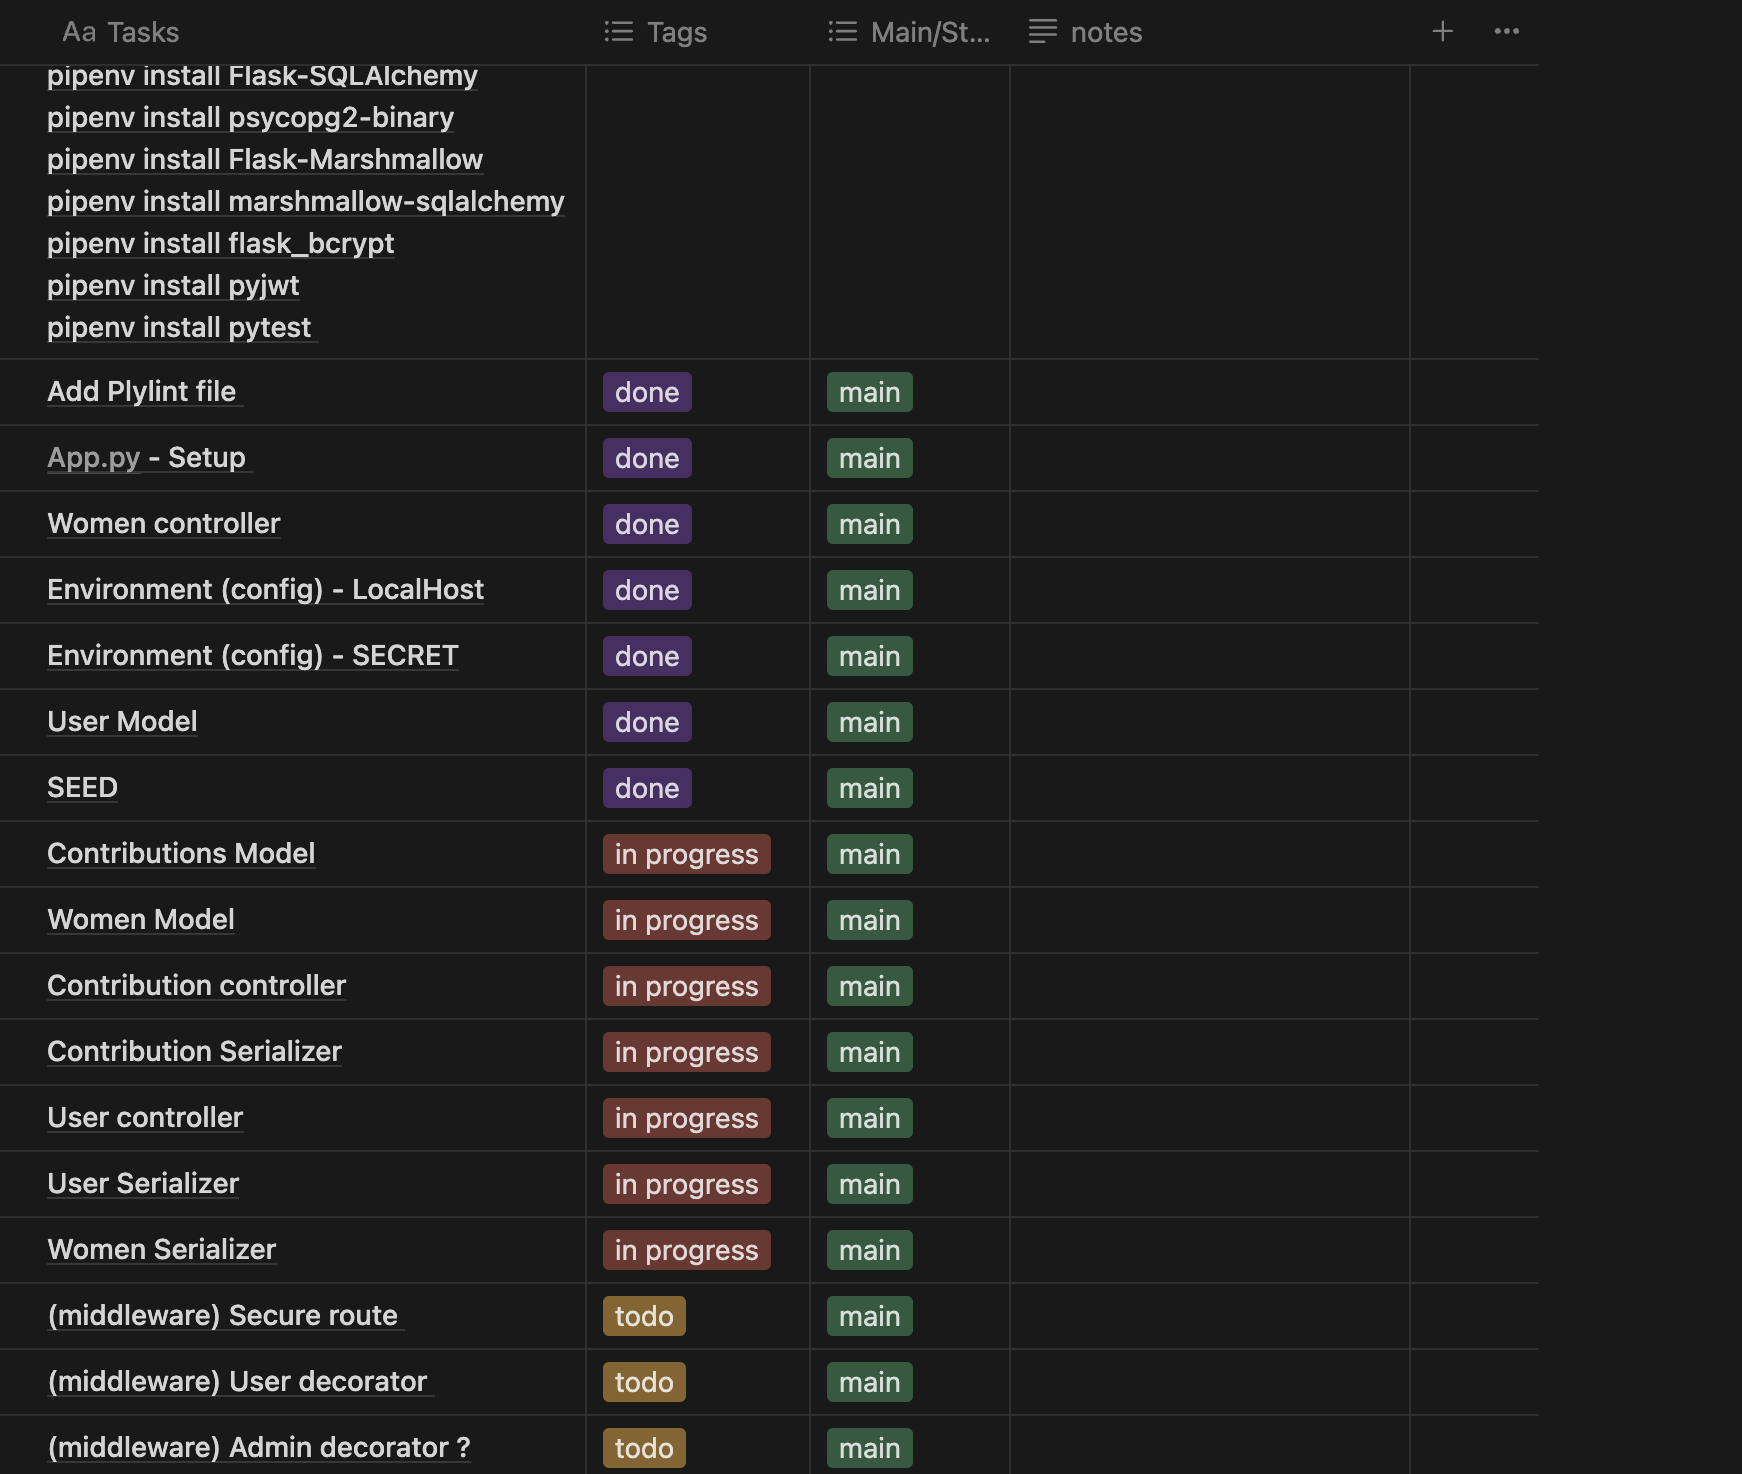 Aa Tasks Tags Main/St... notes
pipenv install Flask-SQLAlchemy
pipenv install psycopg2-binary
pipenv install Flask-Marshmallow
pipenv install marshmallow-sqlalchemy
pipenv install flask_bcrypt
pipenv install pyjwt
pipenv install pytest
Add Plylint file done main
App.py - Setup done main
Women controller done main
Environment (config) - LocalHost done main
Environment (config) - SECRET done main
User Model done main
SEED done main
Contributions Model in progress main
Women Model in progress main
Contribution controller in progress main
Contribution Serializer in progress main
User controller in progress main
User Serializer in progress main
Women Serializer in progress main
(middleware) Secure route todo main
(middleware) User decorator todo main
(middleware) Admin decorator ? todo main